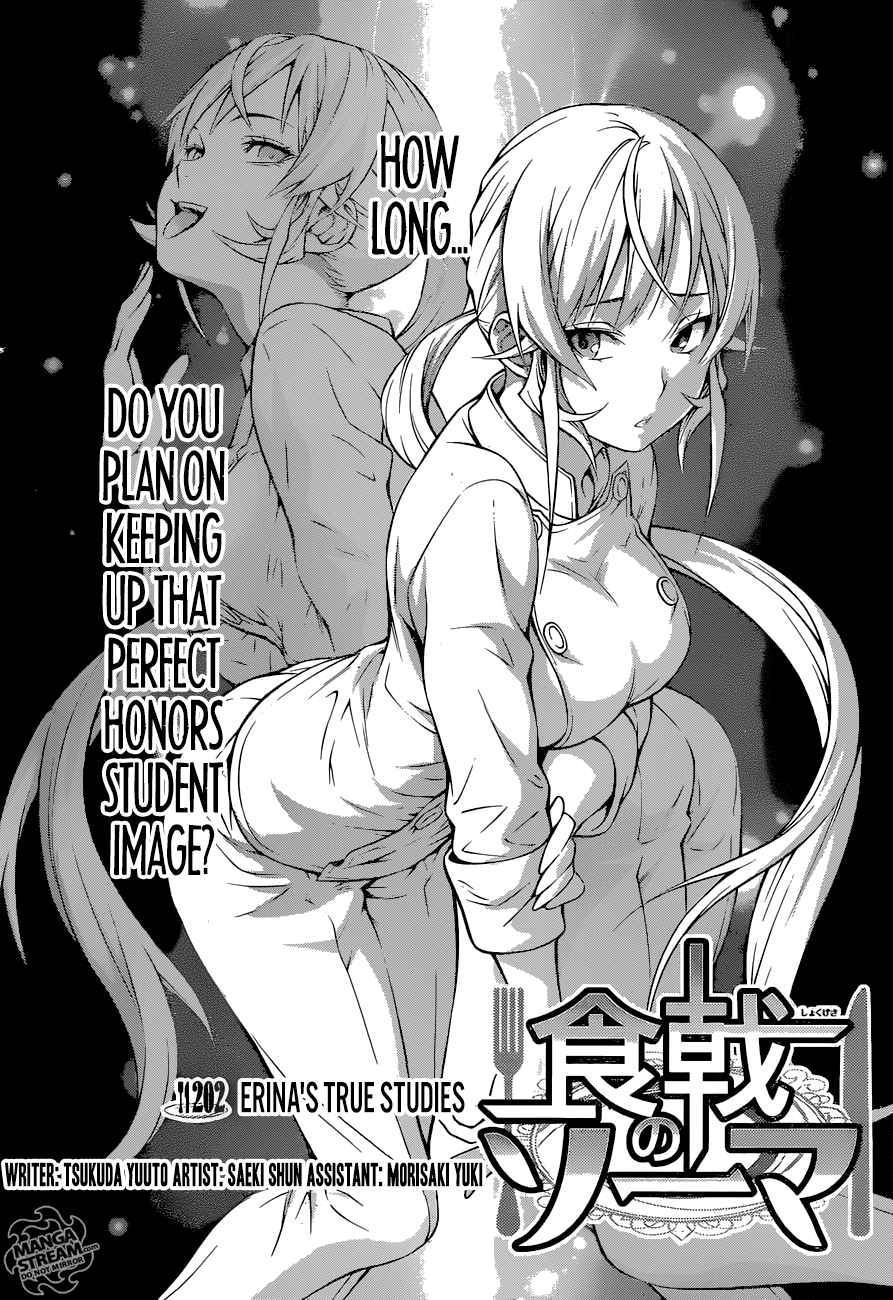 HOW
LONG...
DO YOU
PLAN ON
KEEPING
UP THAT
PERFECT
HONORS
STUDENT
IMAGE?
しょくげき
食戟
の
ソーマ
202 ERINA'S TRUE STUDIES
WRITER: TSUKUDA YUUTO ARTIST: SAEKI SHUN ASSISTANT: MORISAKI YUKI
MANGA
STREAM.com
DO NOT MIRROR